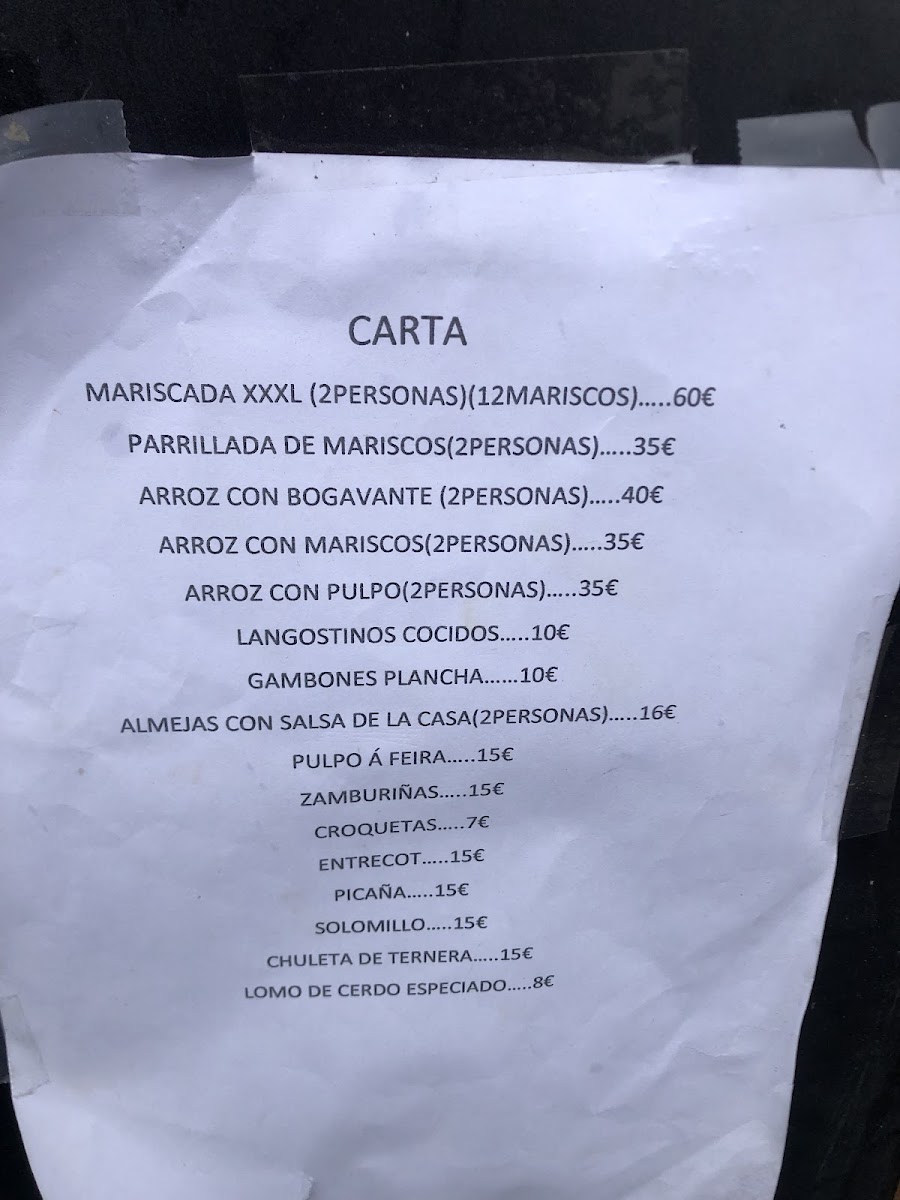 CARTA
MARISCADA XXXL (2PERSONAS)(12MARISCOS).....60€
PARRILLADA DE MARISCOS(2PERSONAS).....35€
ARROZ CON BOGAVANTE (2PERSONAS).....40€
ARROZ CON MARISCOS(2PERSONAS).....35€
ARROZ CON PULPO(2PERSONAS).....35€
LANGOSTINOS COCIDOS.....10€
GAMBONES PLANCHA......10€
ALMEJAS CON SALSA DE LA CASA(2PERSONAS).....16€
PULPO Á FEIRA.....15€
ZAMBURIÑAS.....15€
CROQUETAS.....7€
ENTRECOT.....15€
PICAÑA.....15€
SOLOMILLO.....15€
CHULETA DE TERNERA.....15€
LOMO DE CERDO ESPECIADO.....8€